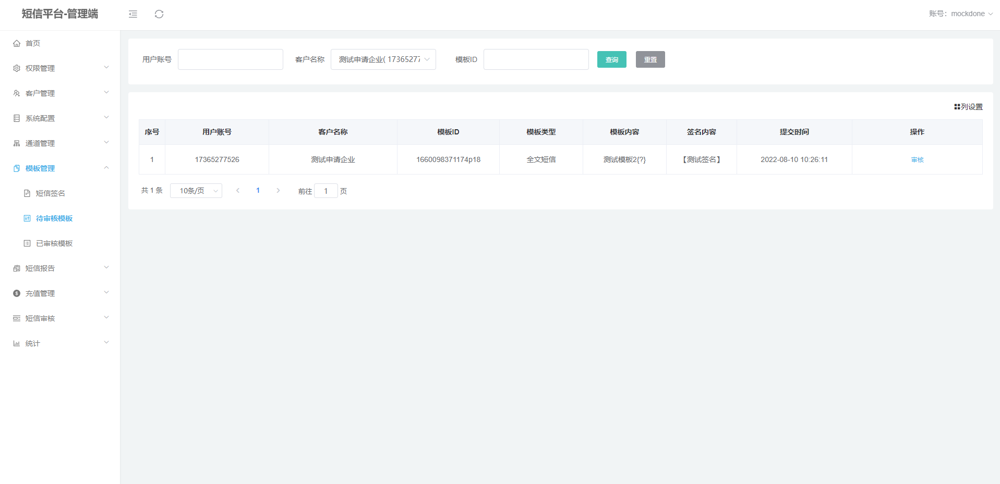 短信平台-管理端
账号：mockdone
首页
权限管理
客户管理
系统配置
通道管理
模板管理
短信签名
待审核模板
已审核模板
短信报告
充值管理
短信审核
统计
用户账号
客户名称 测试申请企业( 1736527
模板ID
查询 重置
列设置
序号 用户账号 客户名称 模板ID 模板类型 模板内容 签名内容 提交时间 操作
1 17365277526 测试申请企业 1660098371174p18 全文短信 测试模板2{?} 【测试签名】 2022-08-10 10:26:11 审核
共 1 条 10条/页 1 前往 1 页